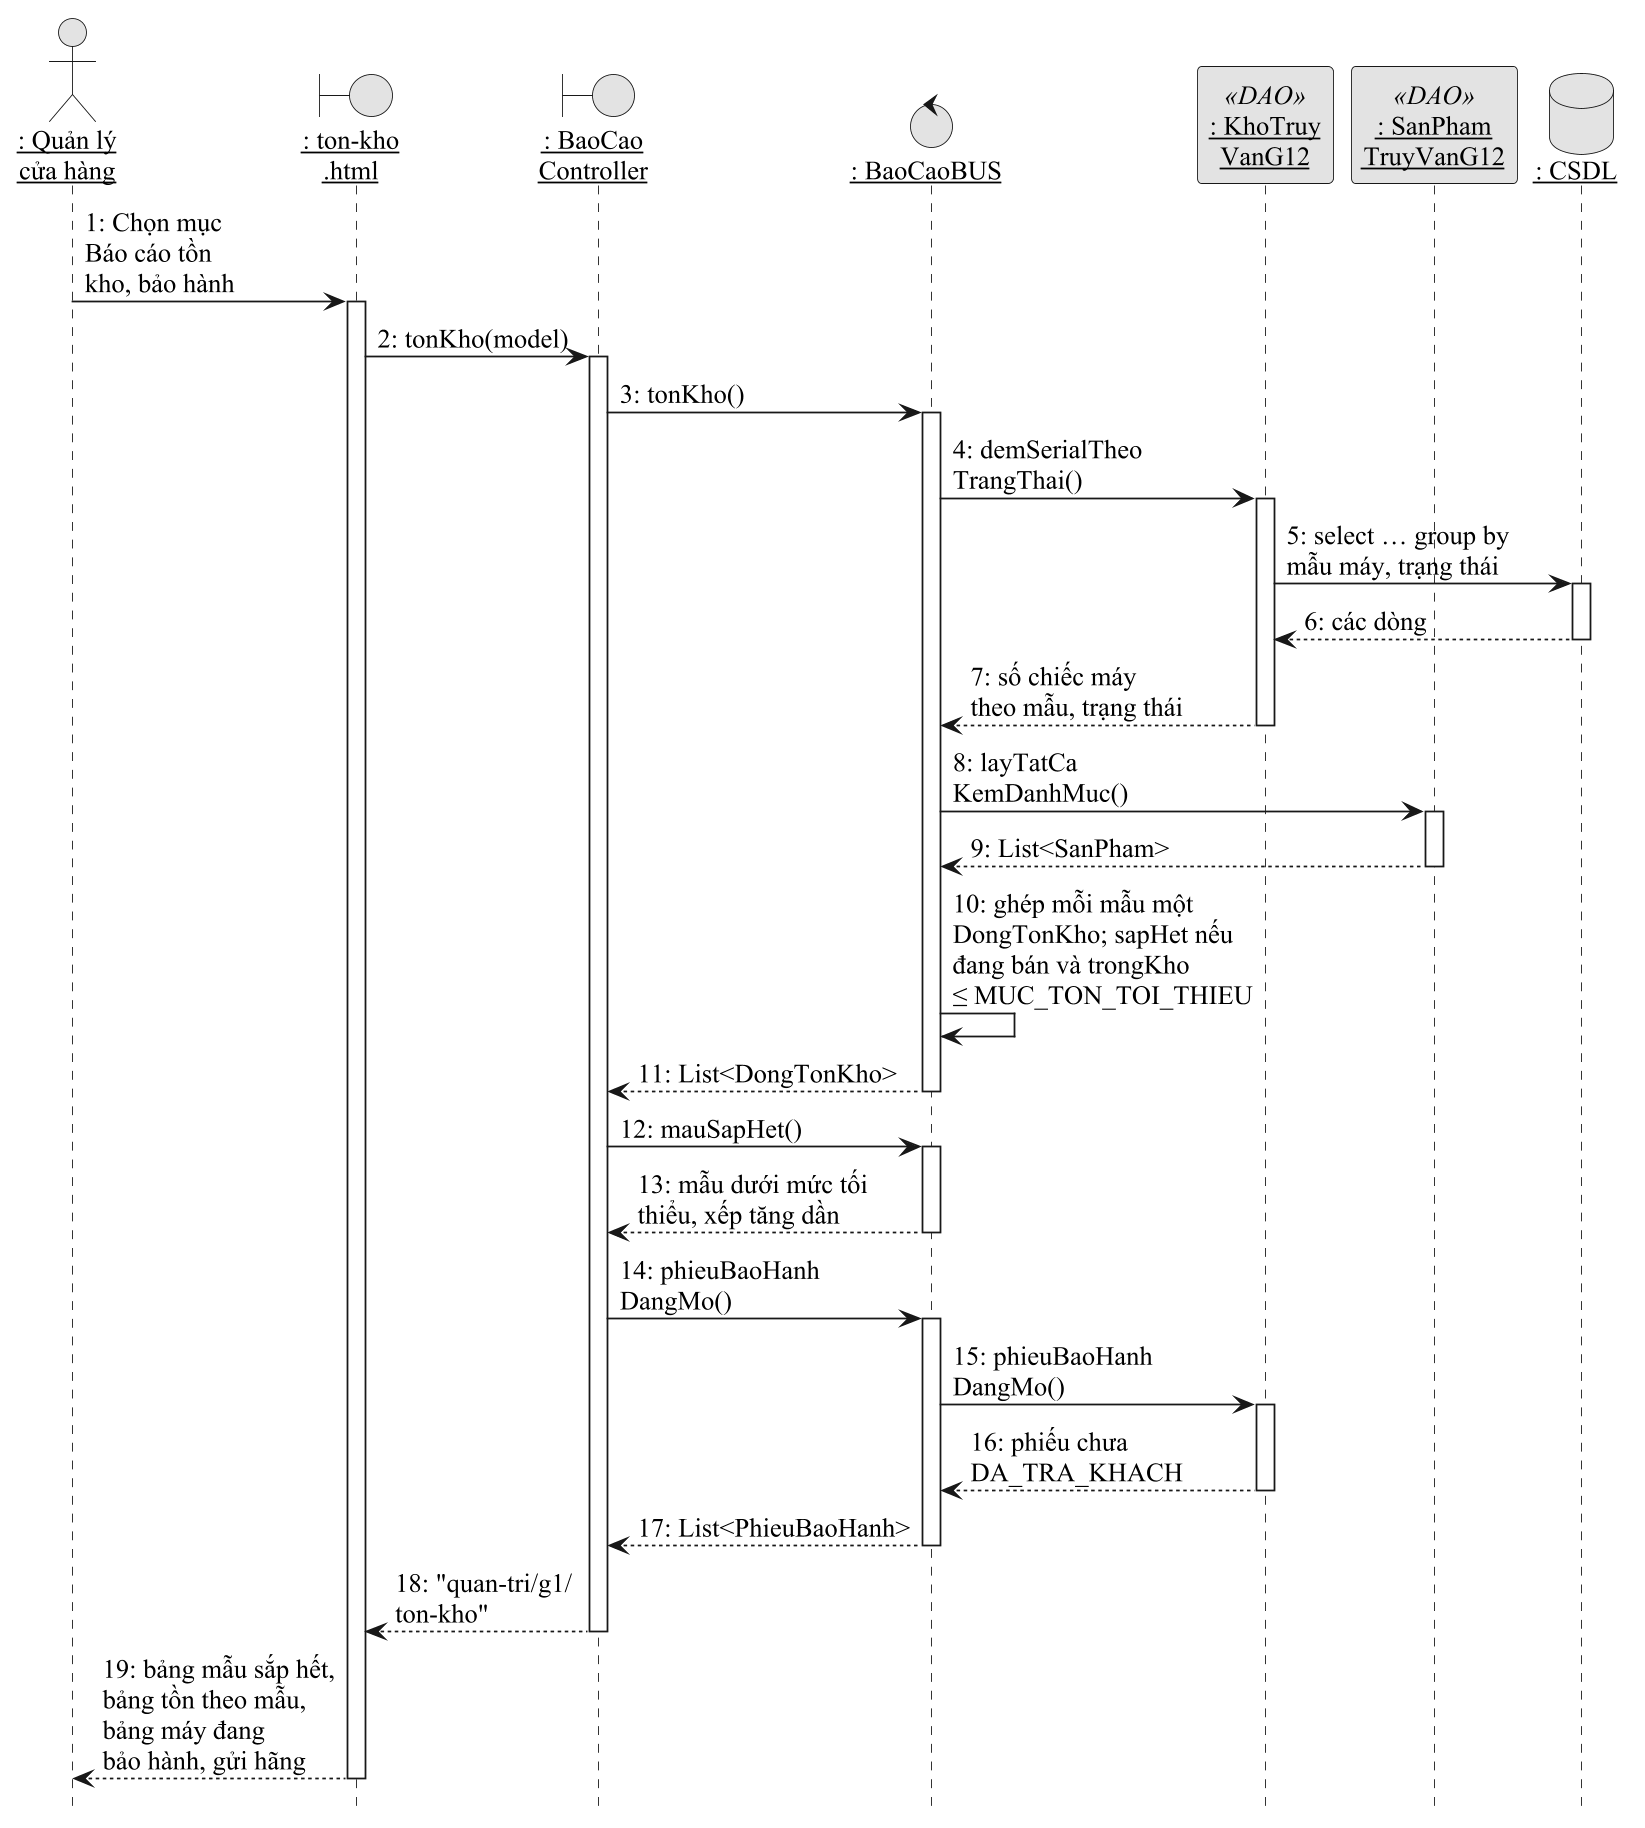 : Quản lý
cửa hàng
: ton-kho
.html
: BaoCao
Controller
: BaoCaoBUS
«DAO»
: KhoTruy
VanG12
«DAO»
: SanPham
TruyVanG12
: CSDL
1: Chọn mục
Báo cáo tồn
kho, bảo hành
2: tonKho(model)
3: tonKho()
4: demSerialTheo
TrangThai()
5: select … group by
mẫu máy, trạng thái
6: các dòng
7: số chiếc máy
theo mẫu, trạng thái
8: layTatCa
KemDanhMuc()
9: List<SanPham>
10: ghép mỗi mẫu một
DongTonKho; sapHet nếu
đang bán và trongKho
≤ MUC_TON_TOI_THIEU
11: List<DongTonKho>
12: mauSapHet()
13: mẫu dưới mức tối
thiểu, xếp tăng dần
14: phieuBaoHanh
DangMo()
15: phieuBaoHanh
DangMo()
16: phiếu chưa
DA_TRA_KHACH
17: List<PhieuBaoHanh>
18: "quan-tri/g1/
ton-kho"
19: bảng mẫu sắp hết,
bảng tồn theo mẫu,
bảng máy đang
bảo hành, gửi hãng